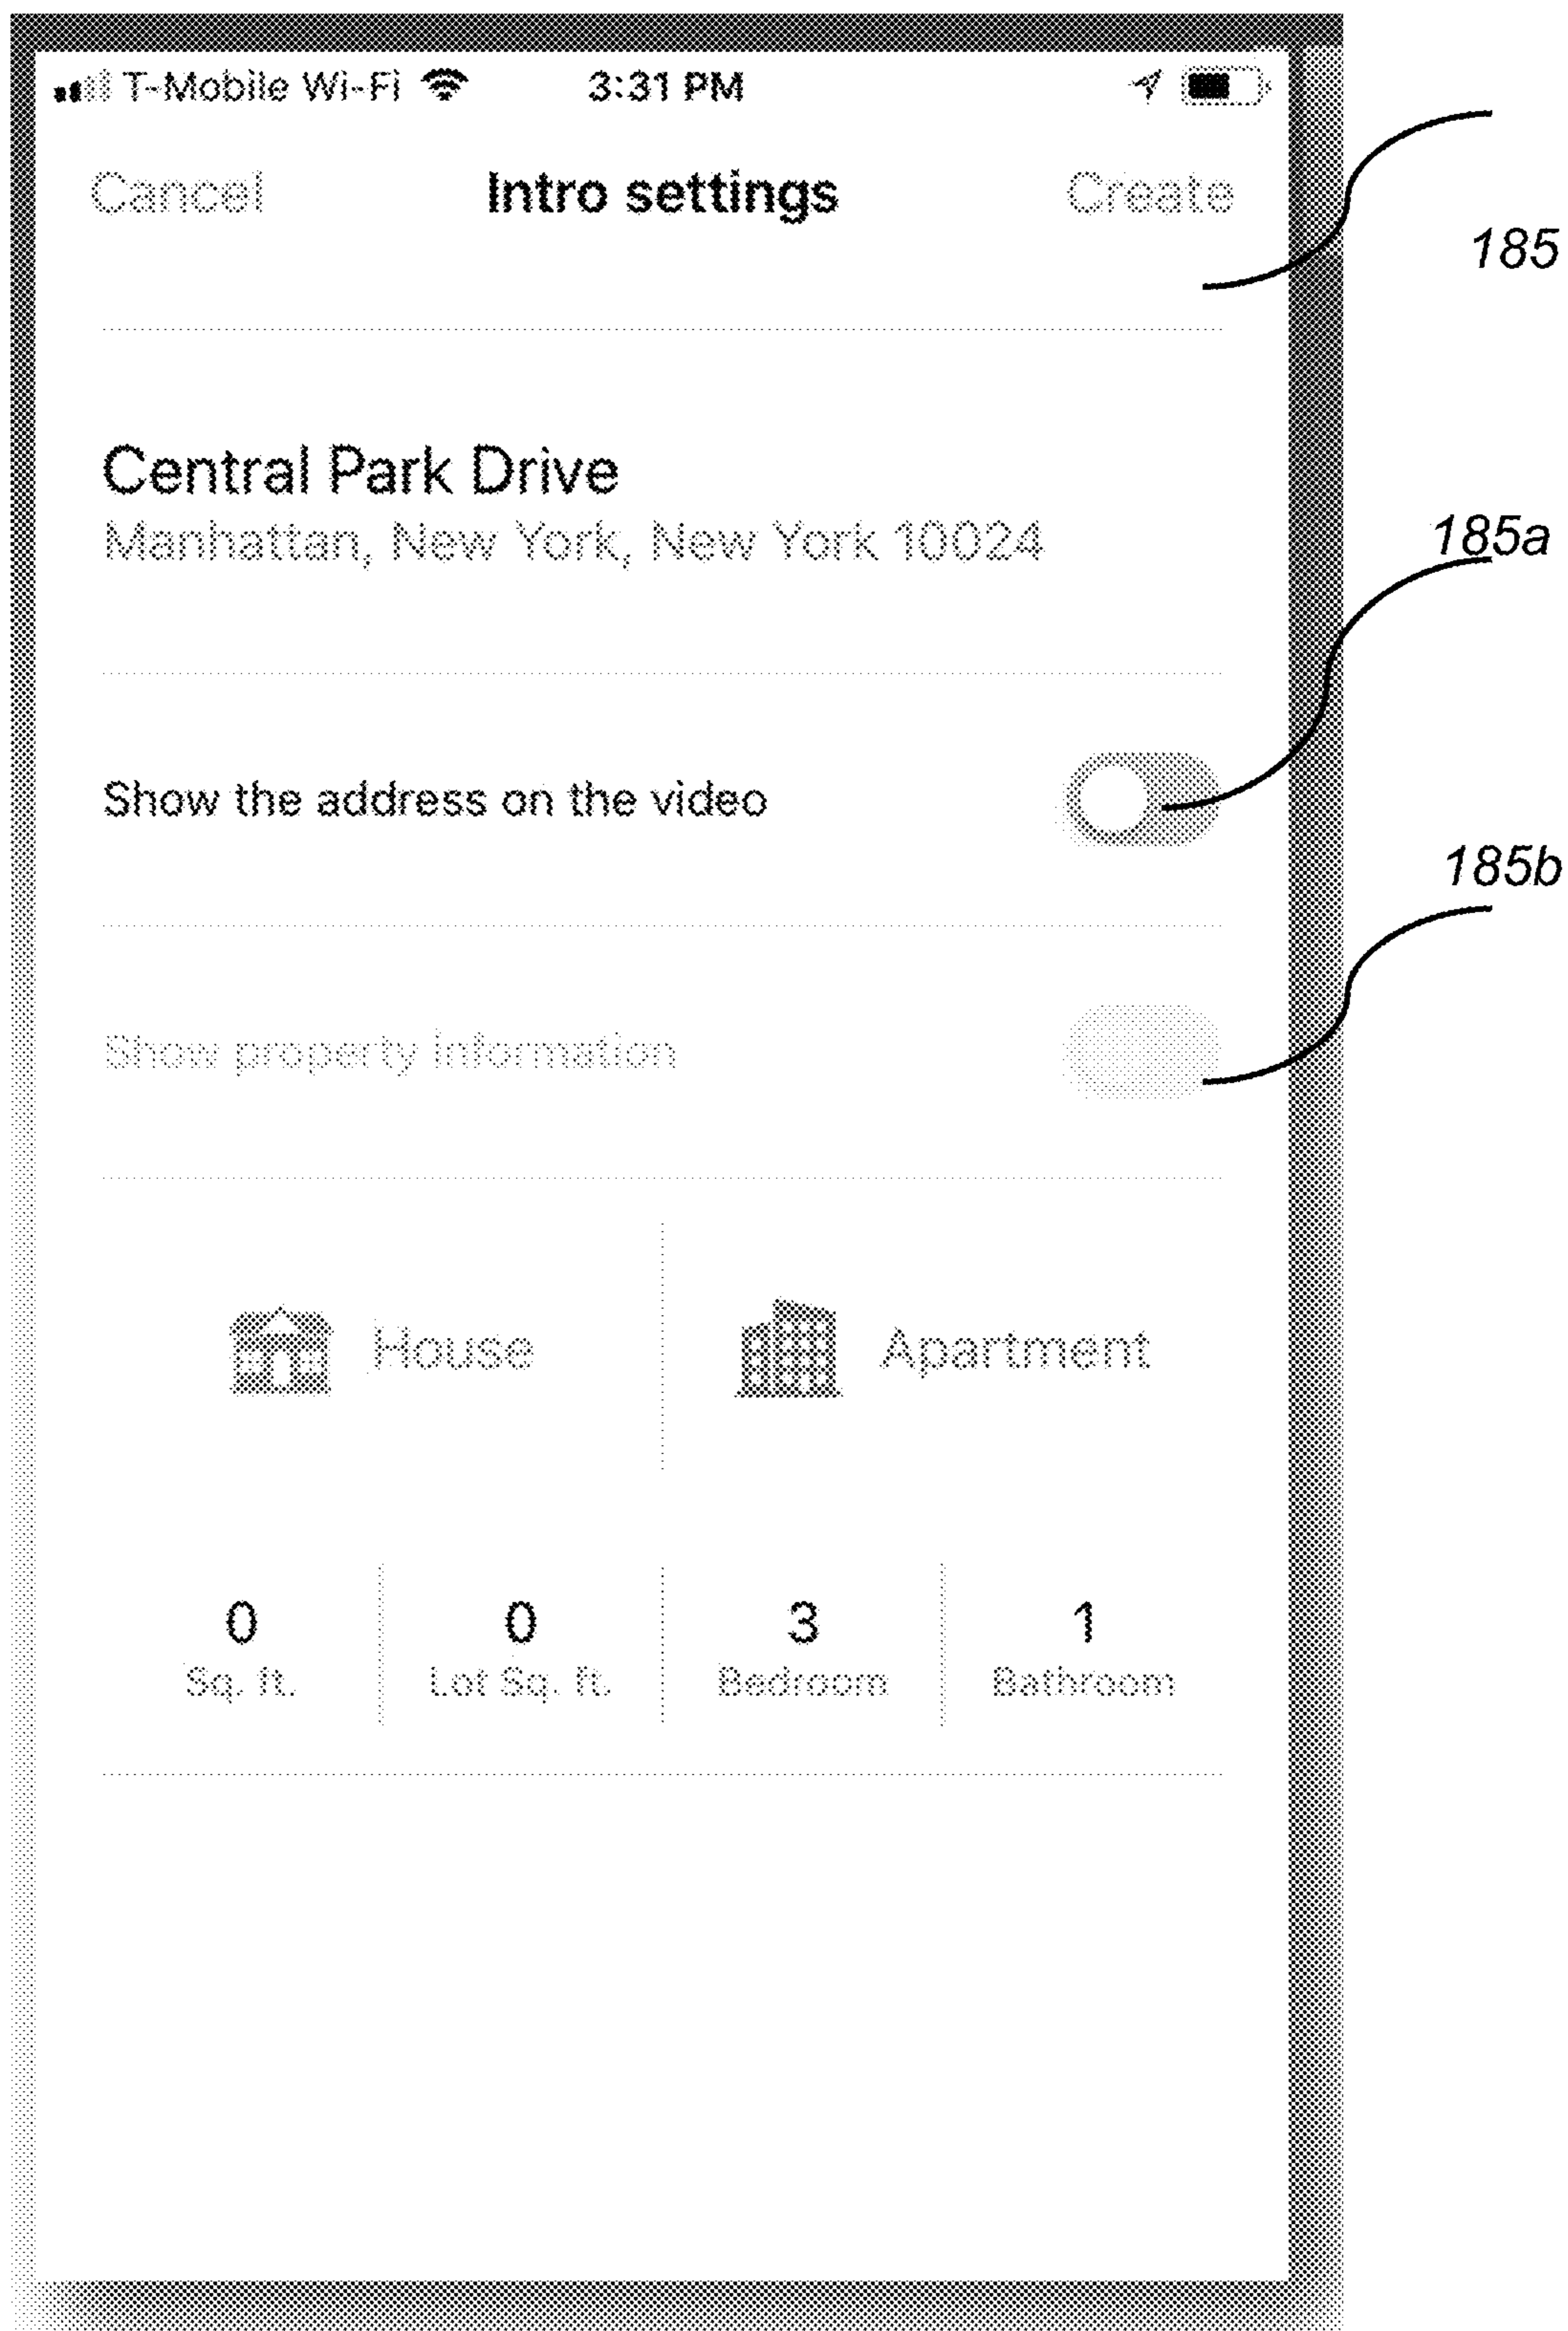 T-Mobile Wi-Fi 3:31 PM
Cancel Intro settings Create
185
Central Park Drive
Manhattan, New York, New York 10024
185a
Show the address on the video
185b
Show property information
House Apartment
0 0 3 1
Sq. ft. Lot Sq. ft. Bedroom Bathroom